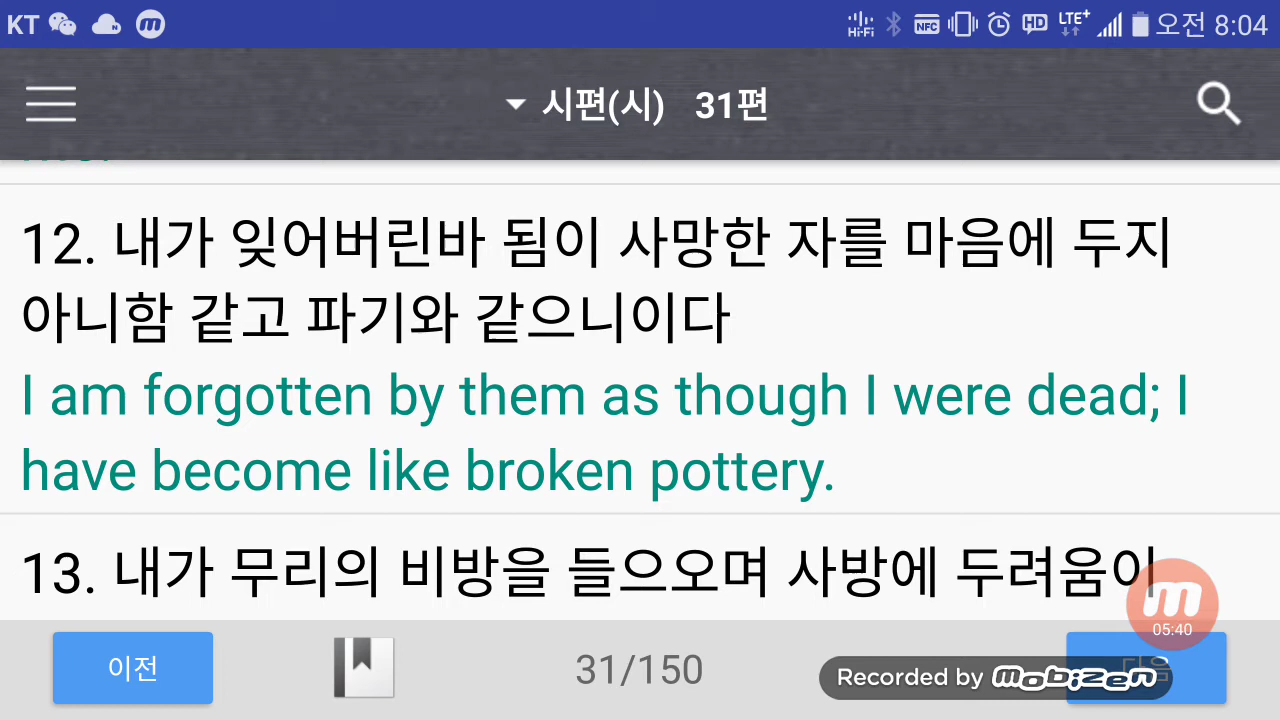 KT
오전 8:04
시편(시) 31편
12. 내가 잊어버린바 됨이 사망한 자를 마음에 두지
아니함 같고 파기와 같으니이다
I am forgotten by them as though I were dead; I
have become like broken pottery.
13. 내가 무리의 비방을 들으오며 사방에 두려움이
05:40
이전
31/150
다음
Recorded by mobizen